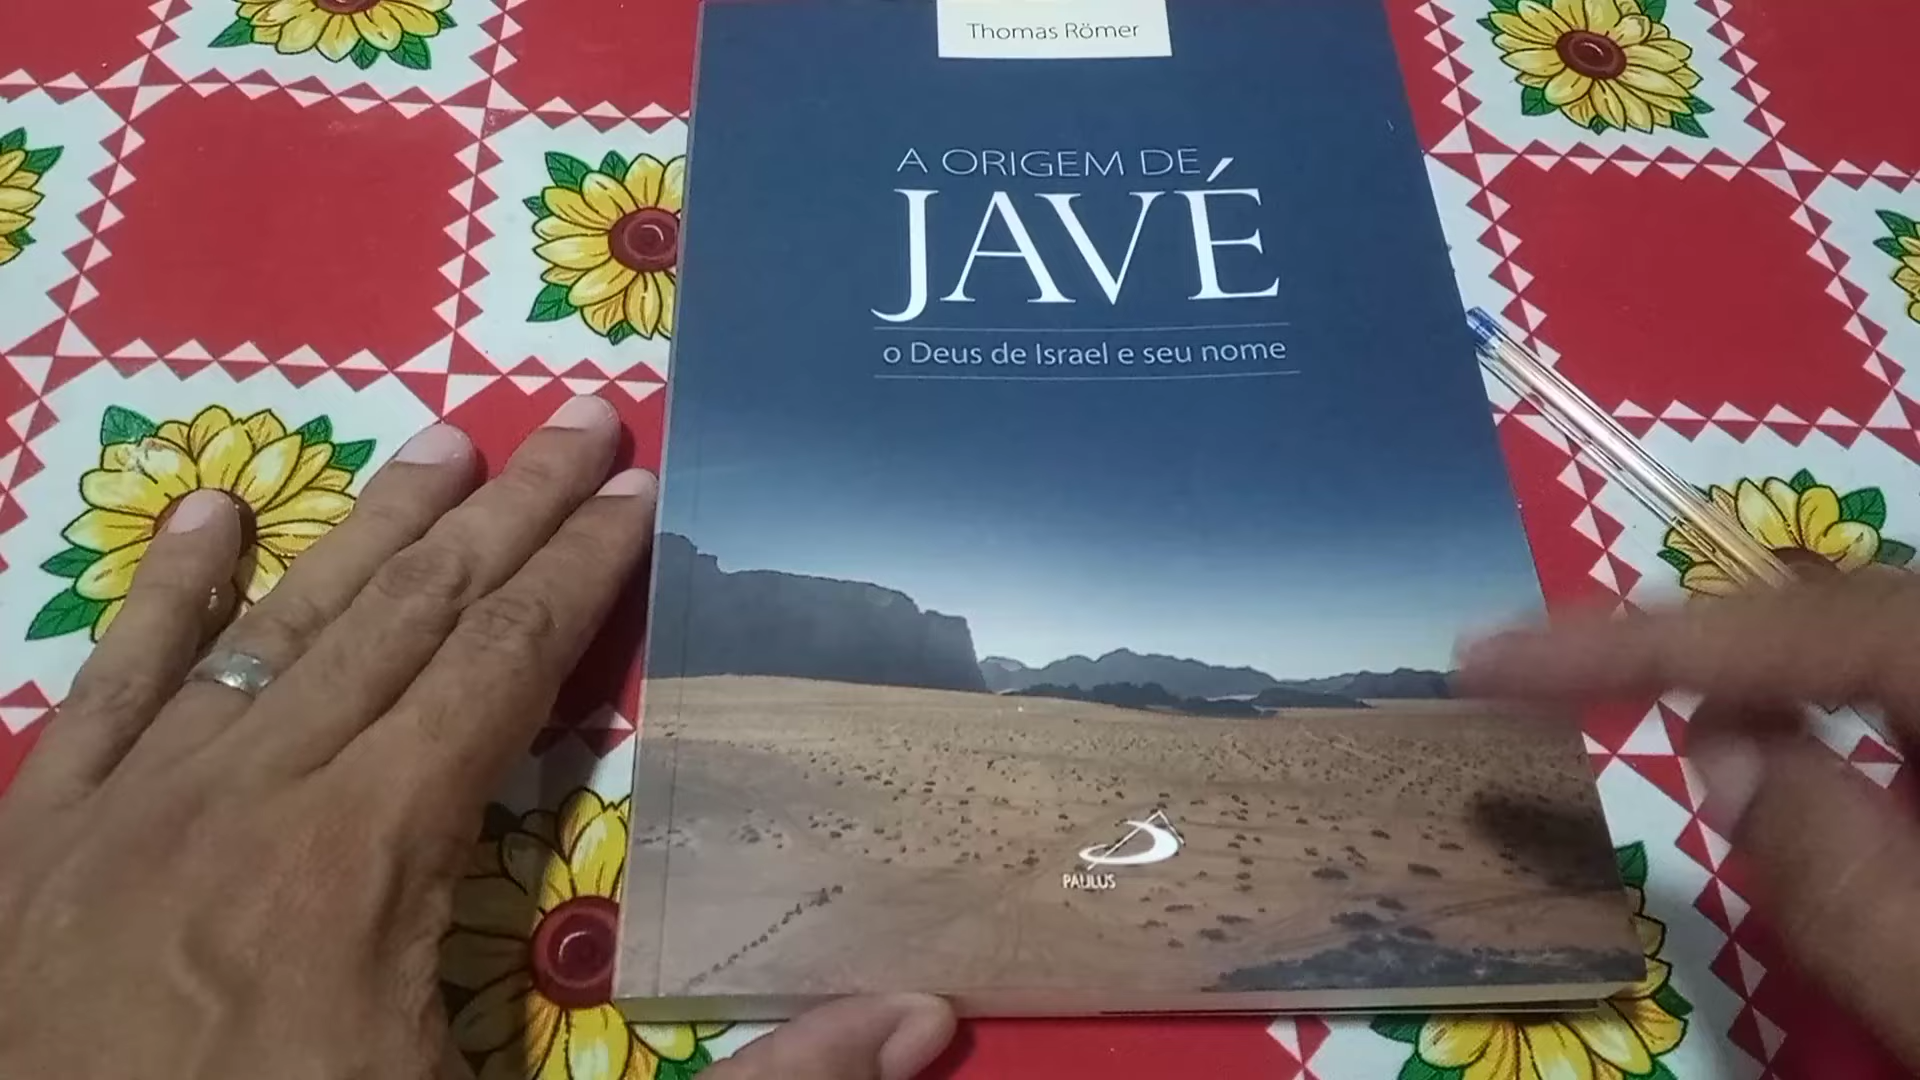 Thomas Römer
A ORIGEM DE
JAVÉ
o Deus de Israel e seu nome
PAULUS